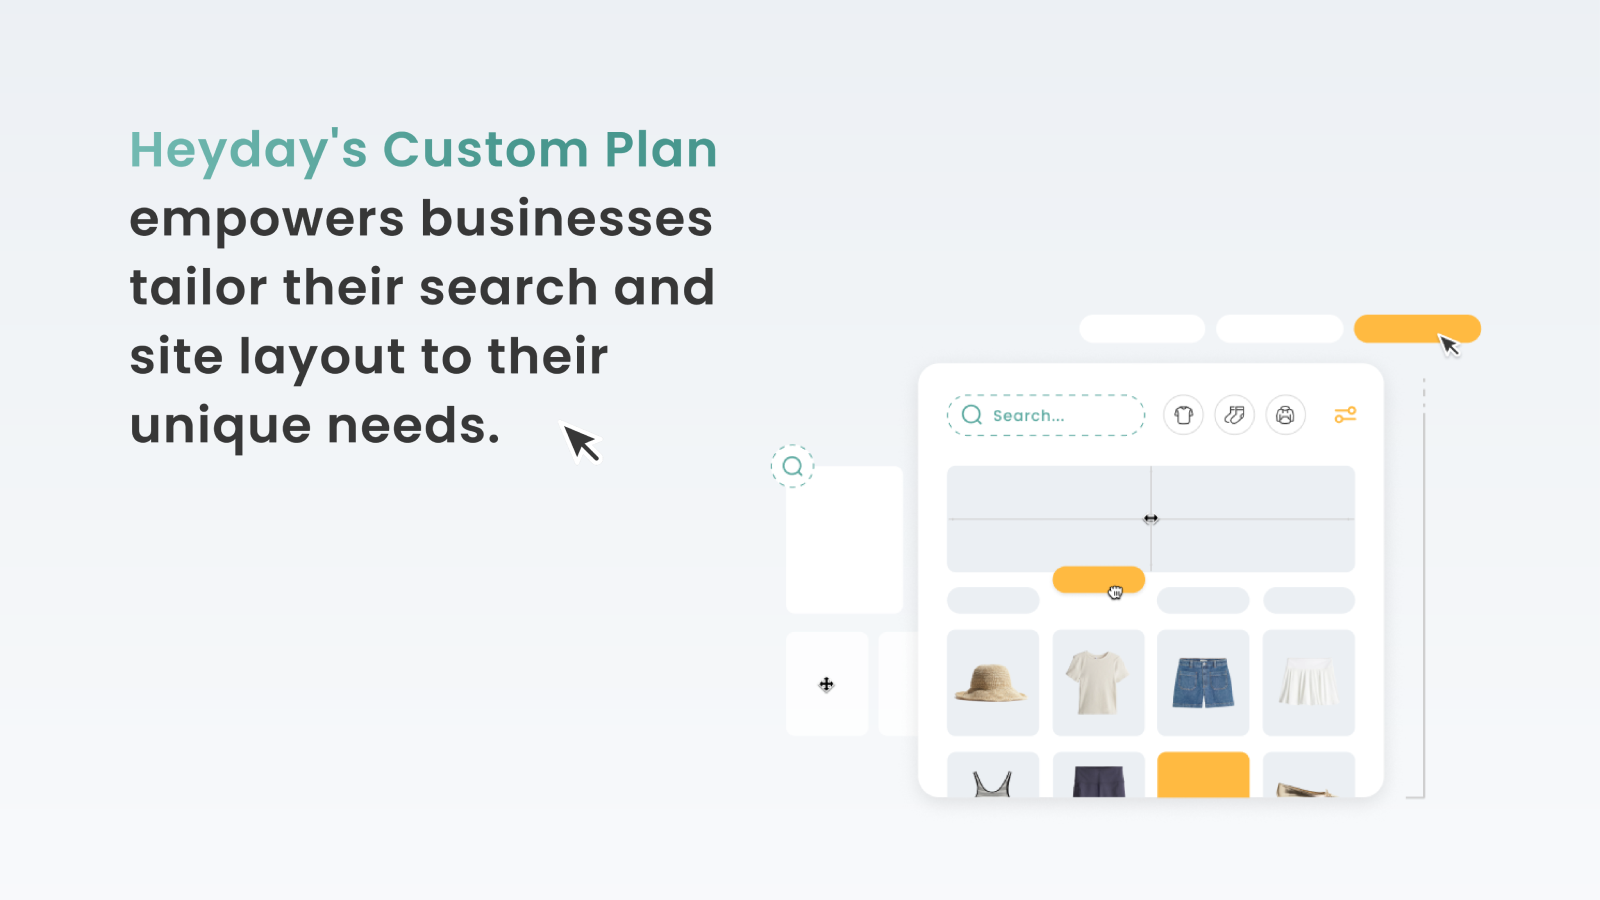 Heyday's Custom Plan
empowers businesses
tailor their search and
site layout to their
unique needs.
Search...